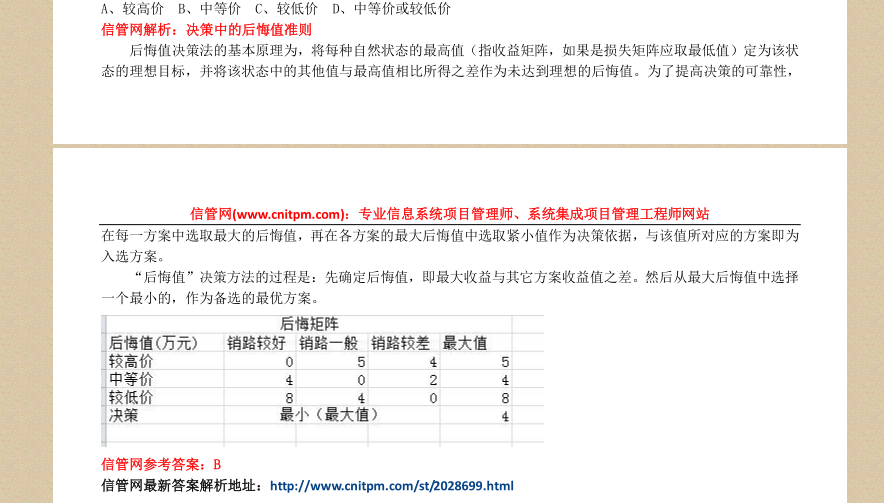 A、较高价 B、中等价 C、较低价 D、中等价或较低价
信管网解析：决策中的后悔值准则
后悔值决策法的基本原理为，将每种自然状态的最高值（指收益矩阵，如果是损失矩阵应取最低值）定为该状
态的理想目标，并将该状态中的其他值与最高值相比所得之差作为未达到理想的后悔值。为了提高决策的可靠性，
信管网(www.cnitpm.com)：专业信息系统项目管理师、系统集成项目管理工程师网站
在每一方案中选取最大的后悔值，再在各方案的最大后悔值中选取紧小值作为决策依据，与该值所对应的方案即为
入选方案。
“后悔值”决策方法的过程是：先确定后悔值，即最大收益与其它方案收益值之差。然后从最大后悔值中选择
一个最小的，作为备选的最优方案。
后悔矩阵
后悔值(万元) 销路较好 销路一般 销路较差 最大值
较高价 0 5 4 5
中等价 4 0 2 4
较低价 8 4 0 8
决策 最小（最大值） 4
信管网参考答案：B
信管网最新答案解析地址：http://www.cnitpm.com/st/2028699.html